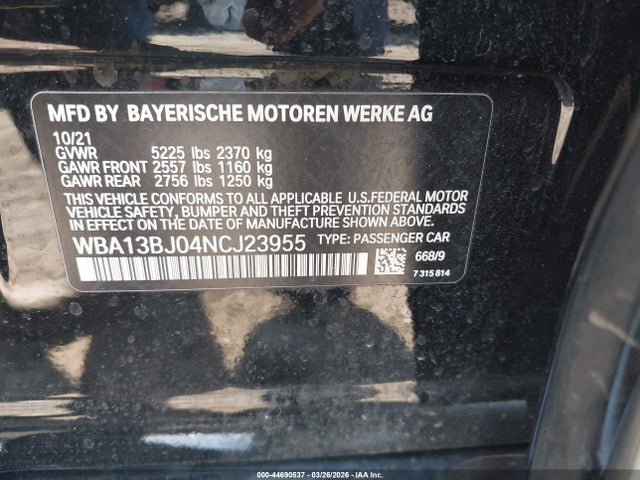 MFD BY BAYERISCHE MOTOREN WERKE AG
10/21
GVWR 5225 lbs 2370 kg
GAWR FRONT 2557 lbs 1160 kg
GAWR REAR 2756 lbs 1250 kg
THIS VEHICLE CONFORMS TO ALL APPLICABLE U.S.FEDERAL MOTOR
VEHICLE SAFETY, BUMPER AND THEFT PREVENTION STANDARDS
IN EFFECT ON THE DATE OF MANUFACTURE SHOWN ABOVE.
WBA13BJ04NCJ23955 TYPE: PASSENGER CAR
668/9
7 315 814
000-44690537 - 03/26/2026 - IAA Inc.